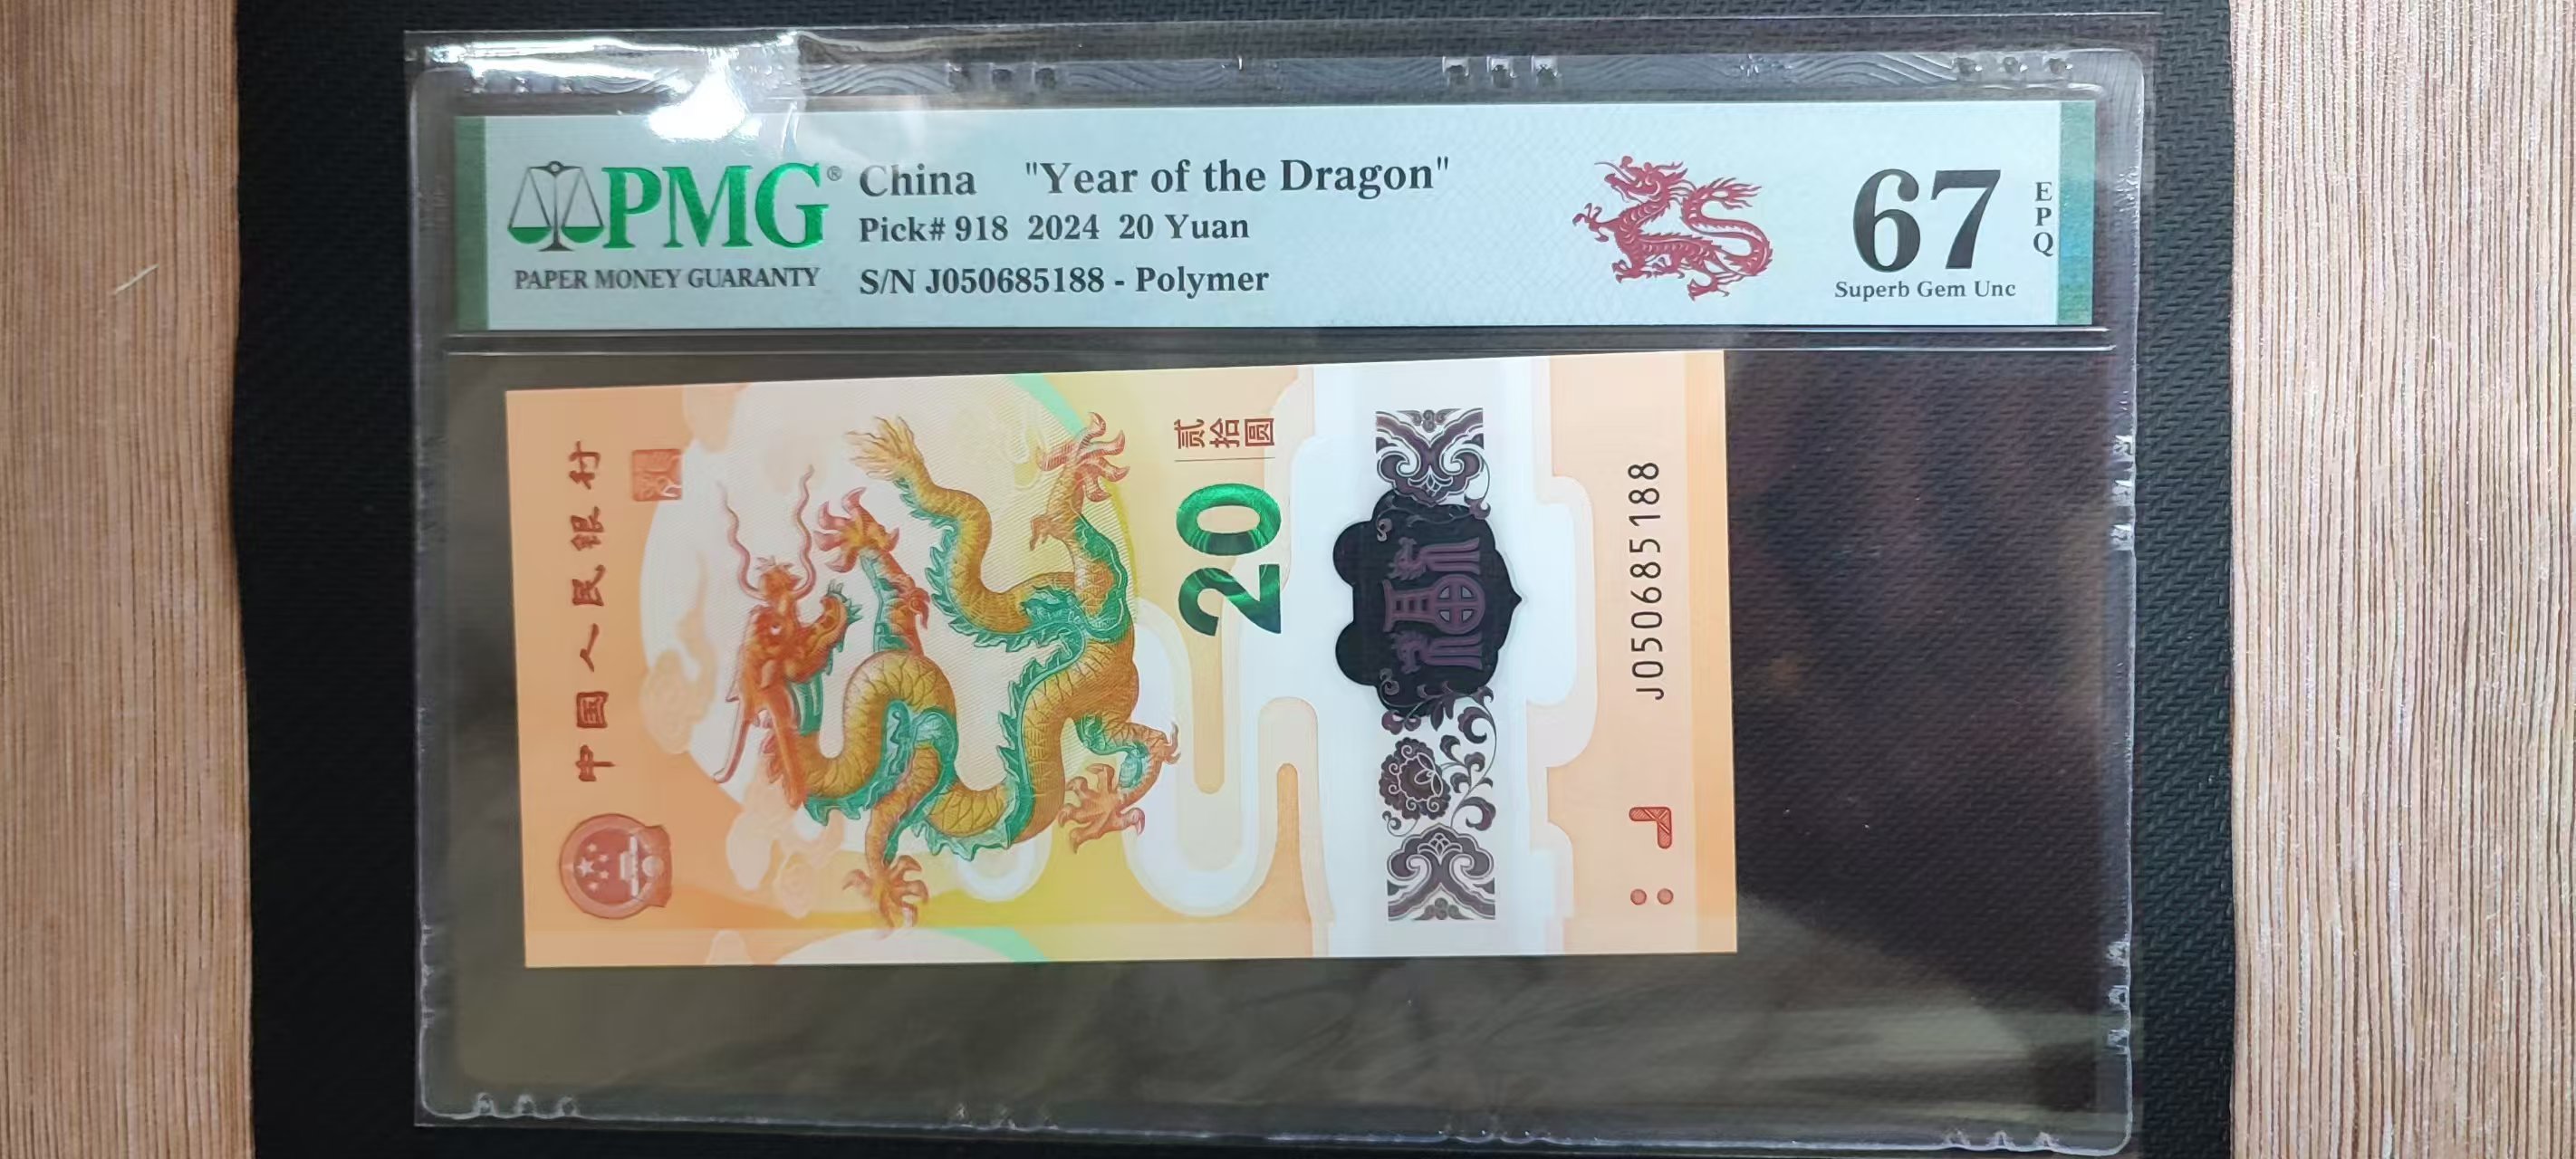 PMG®
PAPER MONEY GUARANTY
China "Year of the Dragon"
Pick# 918 2024 20 Yuan
S/N J050685188 - Polymer
67
EPQ
Superb Gem Unc
中国人民银行
贰拾圆
20
福
J050685188